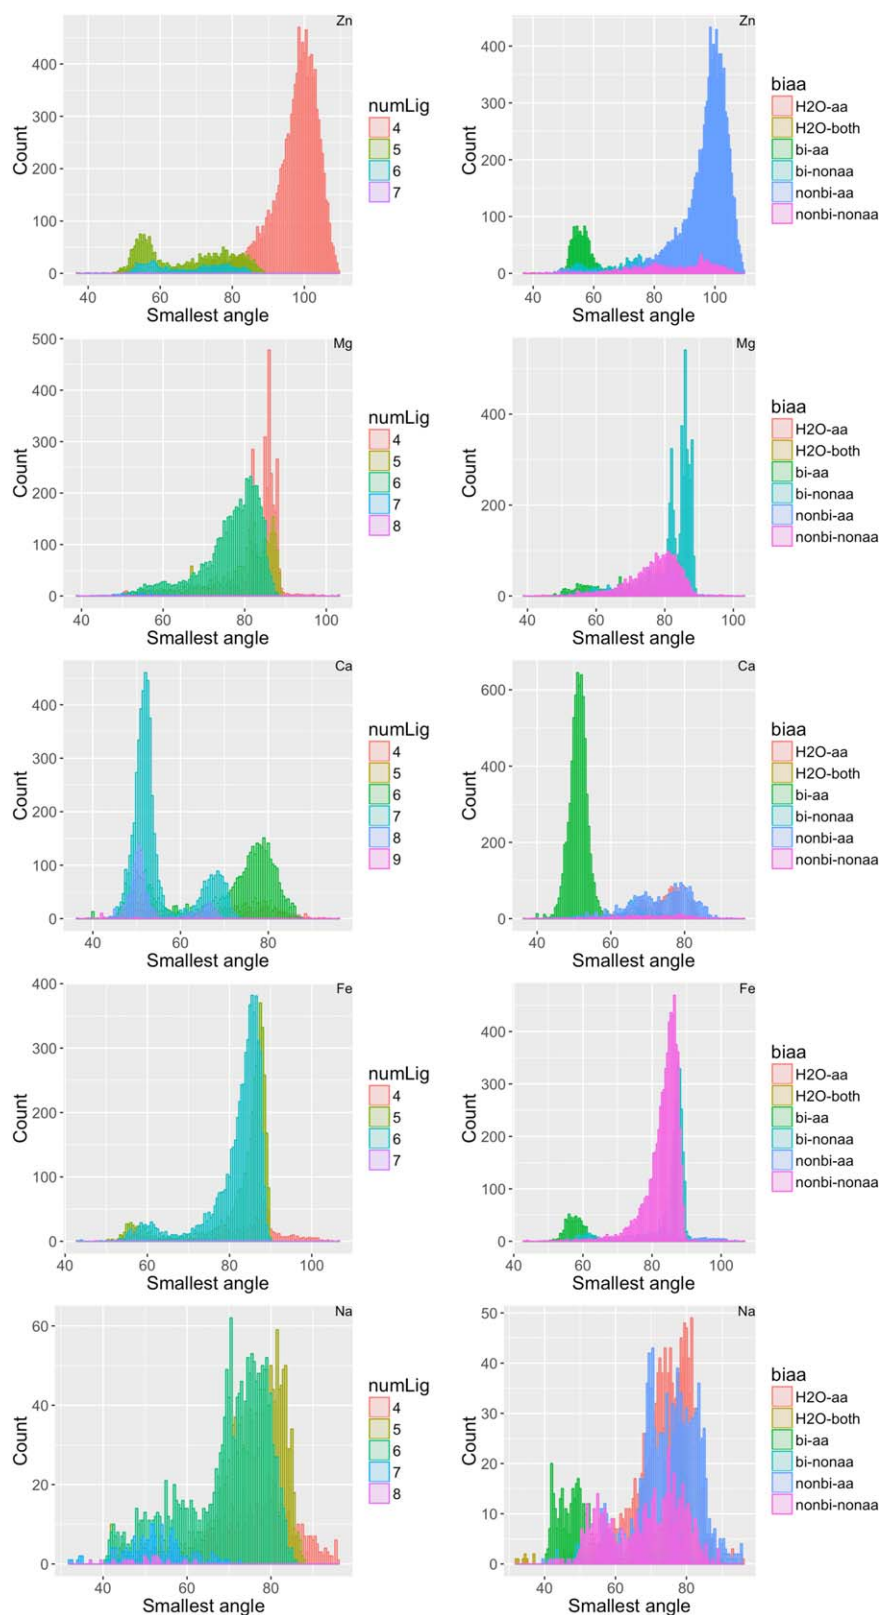 Zn
400
300
200
100
0
Count
40
60
80
100
Smallest angle
numLig
4
5
6
7
Zn
400
300
200
100
0
Count
40
60
80
100
Smallest angle
biaa
H2O-aa
H2O-both
bi-aa
bi-nonaa
nonbi-aa
nonbi-nonaa
Mg
500
400
300
200
100
0
Count
40
60
80
100
Smallest angle
numLig
4
5
6
7
8
Mg
400
200
0
Count
40
60
80
100
Smallest angle
biaa
H2O-aa
H2O-both
bi-aa
bi-nonaa
nonbi-aa
nonbi-nonaa
Ca
400
300
200
100
0
Count
40
60
80
Smallest angle
numLig
4
5
6
7
8
9
Ca
600
400
200
0
Count
40
60
80
Smallest angle
biaa
H2O-aa
H2O-both
bi-aa
bi-nonaa
nonbi-aa
nonbi-nonaa
Fe
400
300
200
100
0
Count
40
60
80
100
Smallest angle
numLig
4
5
6
7
Fe
400
300
200
100
0
Count
40
60
80
100
Smallest angle
biaa
H2O-aa
H2O-both
bi-aa
bi-nonaa
nonbi-aa
nonbi-nonaa
Na
60
40
20
0
Count
40
60
80
Smallest angle
numLig
4
5
6
7
8
Na
50
40
30
20
10
0
Count
40
60
80
Smallest angle
biaa
H2O-aa
H2O-both
bi-aa
bi-nonaa
nonbi-aa
nonbi-nonaa